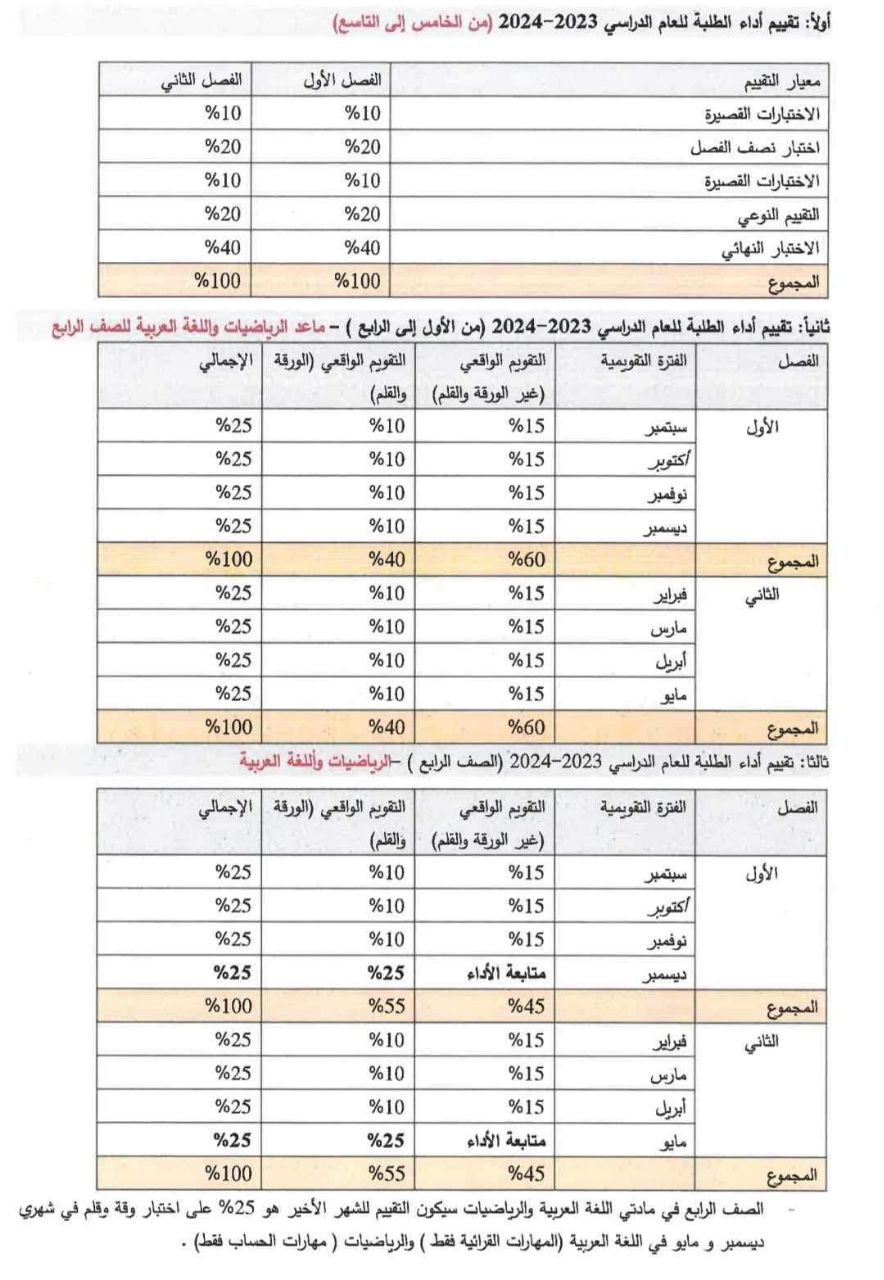 أولاً: تقييم أداء الطلبة للعام الدراسي 2023-2024 (من الخامس إلى التاسع)
معيار التقييم الفصل الأول الفصل الثاني
الاختبارات القصيرة %10 %10
اختبار نصف الفصل %20 %20
الاختبارات القصيرة %10 %10
التقييم النوعي %20 %20
الاختبار النهائي %40 %40
المجموع %100 %100
ثانياً: تقييم أداء الطلبة للعام الدراسي 2023-2024 (من الأول إلى الرابع ) - ماعد الرياضيات واللغة العربية للصف الرابع
الفصل الفترة التقويمية التقويم الواقعي التقويم الواقعي (الورقة الإجمالي
(غير الورقة والقلم) والقلم)
الأول سبتمبر %15 %10 %25
أكتوبر %15 %10 %25
نوفمبر %15 %10 %25
ديسمبر %15 %10 %25
المجموع %60 %40 %100
الثاني فبراير %15 %10 %25
مارس %15 %10 %25
أبريل %15 %10 %25
مايو %15 %10 %25
المجموع %60 %40 %100
ثالثا: تقييم أداء الطلبة للعام الدراسي 2023-2024 (الصف الرابع ) -الرياضيات وأللغة العربية
الفصل الفترة التقويمية التقويم الواقعي التقويم الواقعي (الورقة الإجمالي
(غير الورقة والقلم) والقلم)
الأول سبتمبر %15 %10 %25
أكتوبر %15 %10 %25
نوفمبر %15 %10 %25
ديسمبر متابعة الأداء %25 %25
المجموع %45 %55 %100
الثاني فبراير %15 %10 %25
مارس %15 %10 %25
أبريل %15 %10 %25
مايو متابعة الأداء %25 %25
المجموع %45 %55 %100
- الصف الرابع في مادتي اللغة العربية والرياضيات سيكون التقييم للشهر الأخير هو 25% على اختبار وقة وقلم في شهري
ديسمبر و مايو في اللغة العربية (المهارات القرائية فقط ) والرياضيات ( مهارات الحساب فقط) .